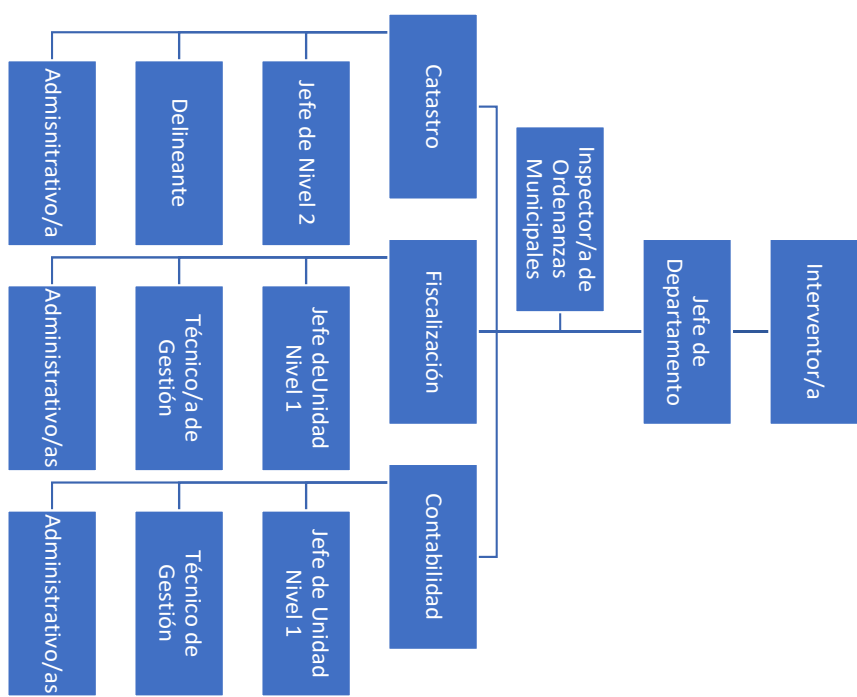 Interventor/a
Jefe de
Departamento
Inspector/a de
Ordenanzas
Municipales
Catastro
Jefe de Nivel 2
Delineante
Admisnitrativo/a
Fiscalización
Jefe deUnidad
Nivel 1
Técnico/a de
Gestión
Administrativo/as
Contabilidad
Jefe de Unidad
Nivel 1
Técnico de
Gestión
Administrativo/as